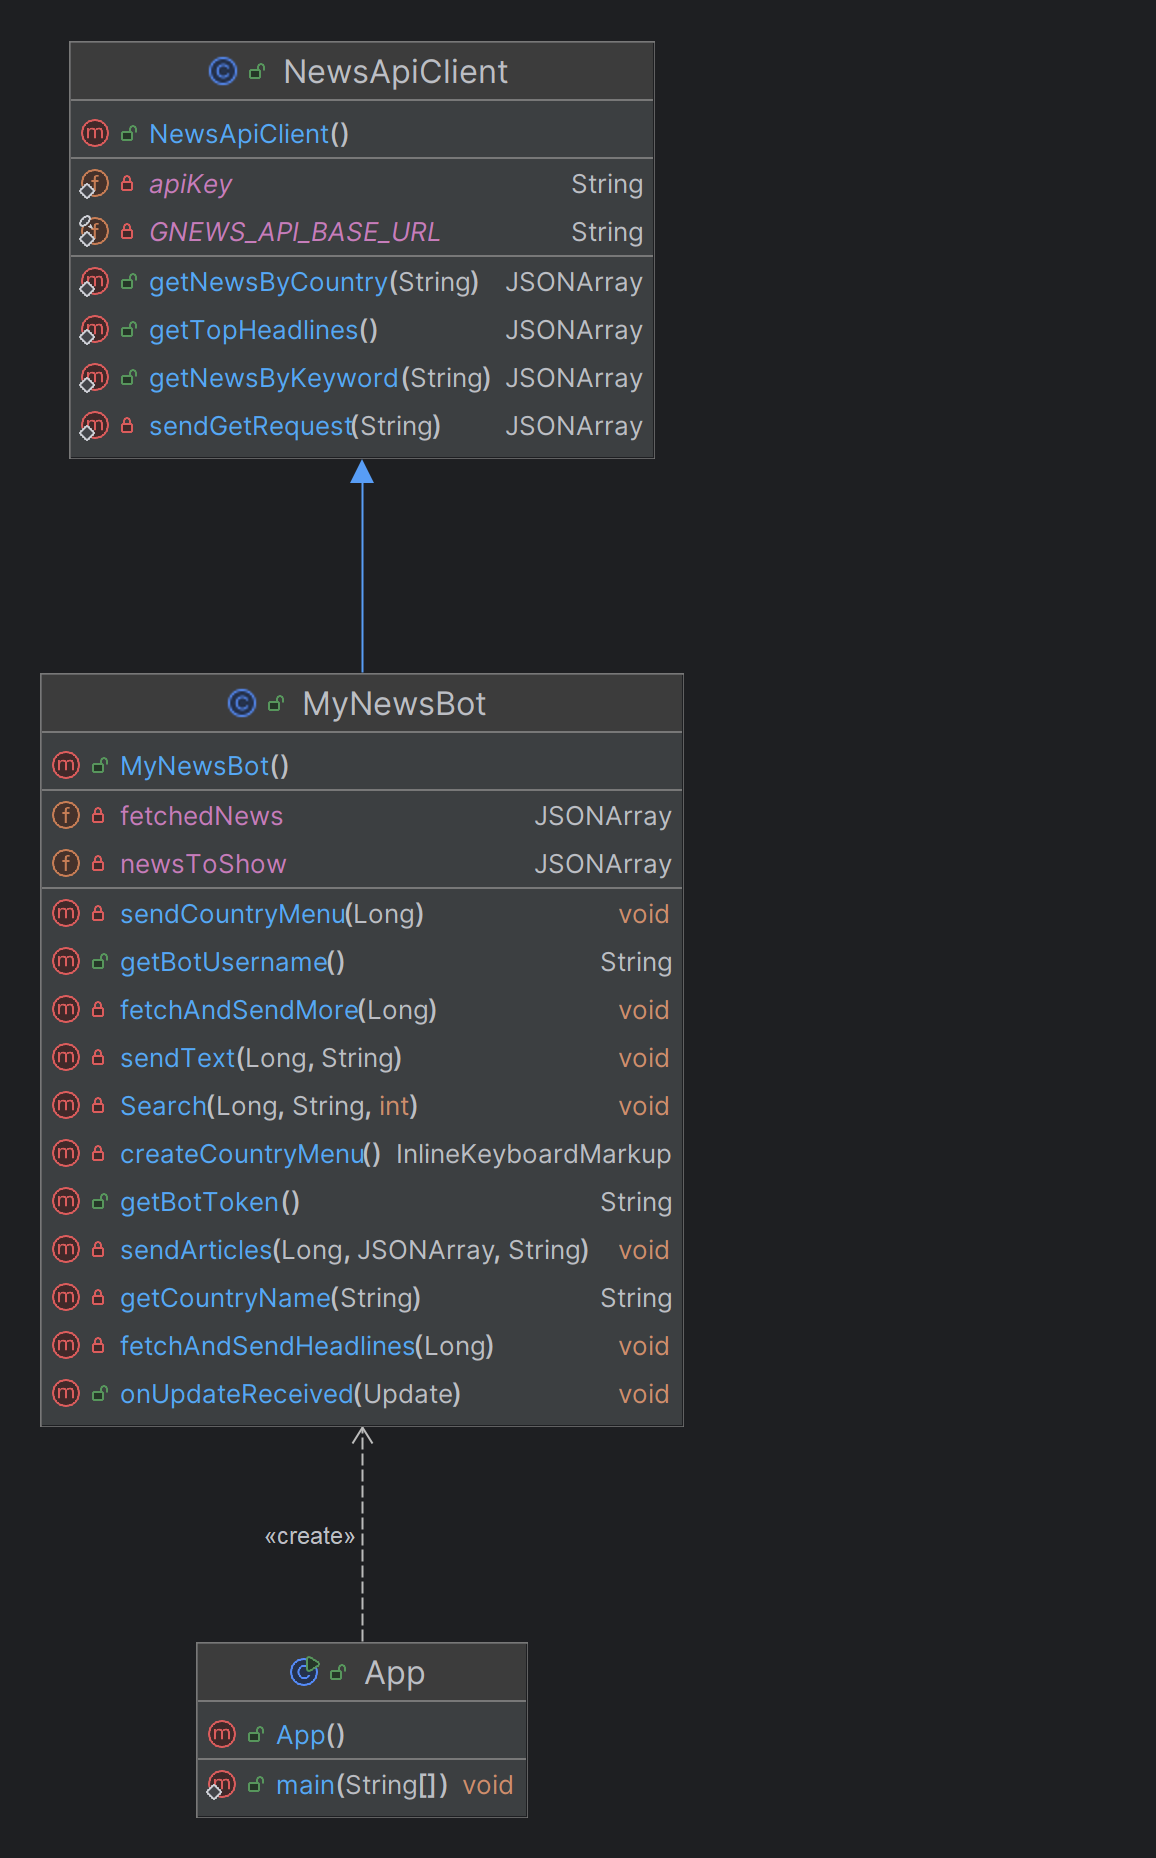 NewsApiClient
NewsApiClient()
apiKey String
GNEWS_API_BASE_URL String
getNewsByCountry(String) JSONArray
getTopHeadlines() JSONArray
getNewsByKeyword(String) JSONArray
sendGetRequest(String) JSONArray
MyNewsBot
MyNewsBot()
fetchedNews JSONArray
newsToShow JSONArray
sendCountryMenu(Long) void
getBotUsername() String
fetchAndSendMore(Long) void
sendText(Long, String) void
Search(Long, String, int) void
createCountryMenu() InlineKeyboardMarkup
getBotToken() String
sendArticles(Long, JSONArray, String) void
getCountryName(String) String
fetchAndSendHeadlines(Long) void
onUpdateReceived(Update) void
«create»
App
App()
main(String[]) void